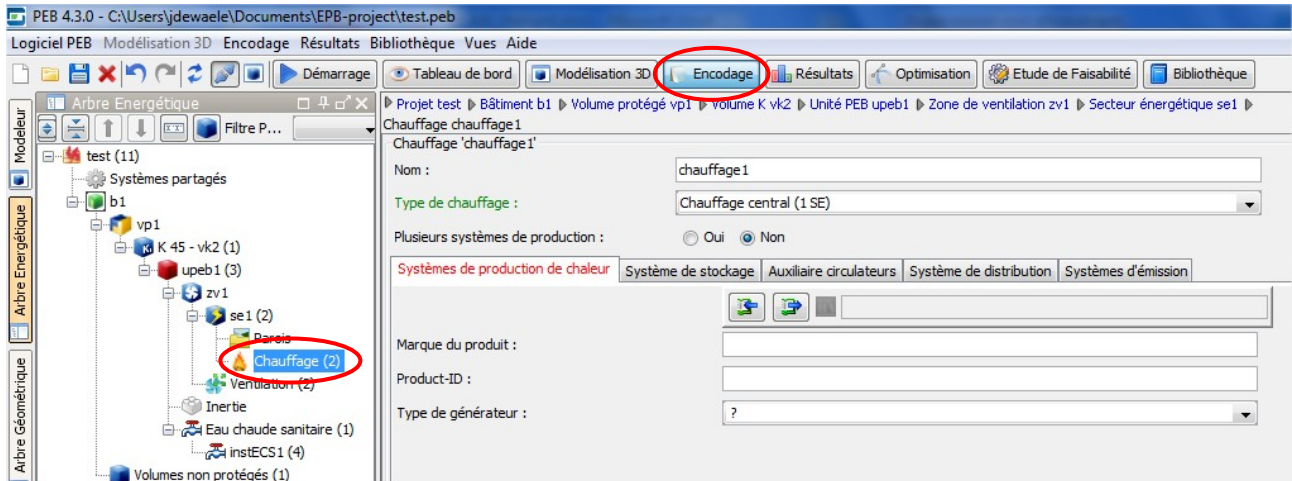 PEB 4.3.0 - C:\Users\jdewaele\Documents\EPB-project\test.peb
Logiciel PEB Modélisation 3D Encodage Résultats Bibliothèque Vues Aide
Démarrage Tableau de bord Modélisation 3D Encodage Résultats Optimisation Etude de Faisabilité Bibliothèque
Arbre Energétique
Filtre P...
Modeleur
Arbre Energétique
Arbre Géométrique
test (11)
Systèmes partagés
b1
vp1
K 45 - vk2 (1)
upeb1 (3)
zv1
se1 (2)
Parois
Chauffage (2)
Ventilation (2)
Inertie
Eau chaude sanitaire (1)
instECS1 (4)
Volumes non protégés (1)
Projet test Bâtiment b1 Volume protégé vp1 Volume K vk2 Unité PEB upeb1 Zone de ventilation zv1 Secteur énergétique se1
Chauffage chauffage1
Chauffage 'chauffage1'
Nom : chauffage1
Type de chauffage : Chauffage central (1 SE)
Plusieurs systèmes de production : Oui Non
Systèmes de production de chaleur Système de stockage Auxiliaire circulateurs Système de distribution Systèmes d'émission
Marque du produit :
Product-ID :
Type de générateur : ?